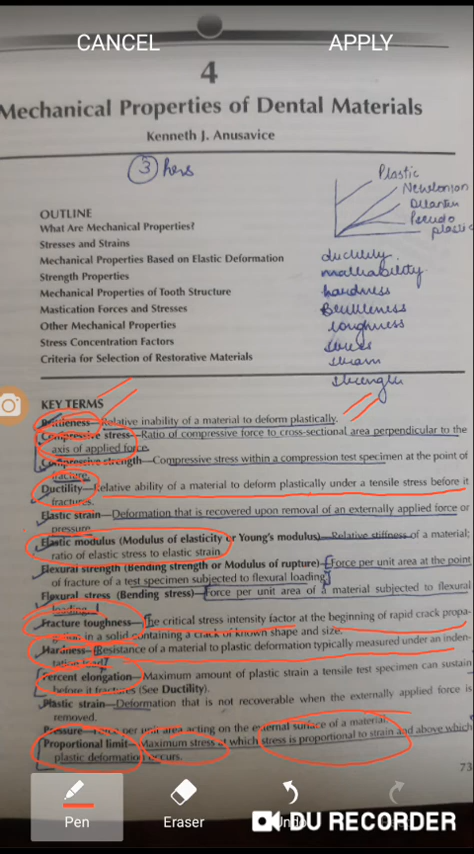 CANCEL APPLY
4
Mechanical Properties of Dental Materials
Kenneth J. Anusavice
3 hers
Plastic
Newtonian
Pseudo
plastic
OUTLINE
What Are Mechanical Properties?
Stresses and Strains
Mechanical Properties Based on Elastic Deformation
Strength Properties
Mechanical Properties of Tooth Structure
Mastication Forces and Stresses
Other Mechanical Properties
Stress Concentration Factors
Criteria for Selection of Restorative Materials
malleability
hardness
toughness
stress
strain
strength
KEY TERMS
Brittleness—Relative inability of a material to deform plastically.
Compressive stress—Ratio of compressive force to cross-sectional area perpendicular to the
axis of applied force.
Compressive strength—Compressive stress within a compression test specimen at the point of
fracture.
Ductility—Relative ability of a material to deform plastically under a tensile stress before it
fractures.
Elastic strain—Deformation that is recovered upon removal of an externally applied force or
pressure.
Elastic modulus (Modulus of elasticity or Young's modulus)—Relative stiffness of a material;
ratio of elastic stress to elastic strain.
Flexural strength (Bending strength or Modulus of rupture)—Force per unit area at the point
of fracture of a test specimen subjected to flexural loading.
Flexural stress (Bending stress)—Force per unit area of a material subjected to flexural
loading.
Fracture toughness—The critical stress intensity factor at the beginning of rapid crack propa-
gation in a solid containing a crack of known shape and size.
Hardness—Resistance of a material to plastic deformation typically measured under an inden-
tation load.
Percent elongation—Maximum amount of plastic strain a tensile test specimen can sustain
before it fractures (See Ductility).
Plastic strain—Deformation that is not recoverable when the externally applied force is
removed.
Pressure—Force per unit area acting on the external surface of a material.
Proportional limit—Maximum stress at which stress is proportional to strain and above which
plastic deformation occurs.
73
Pen Eraser Undo
DU RECORDER